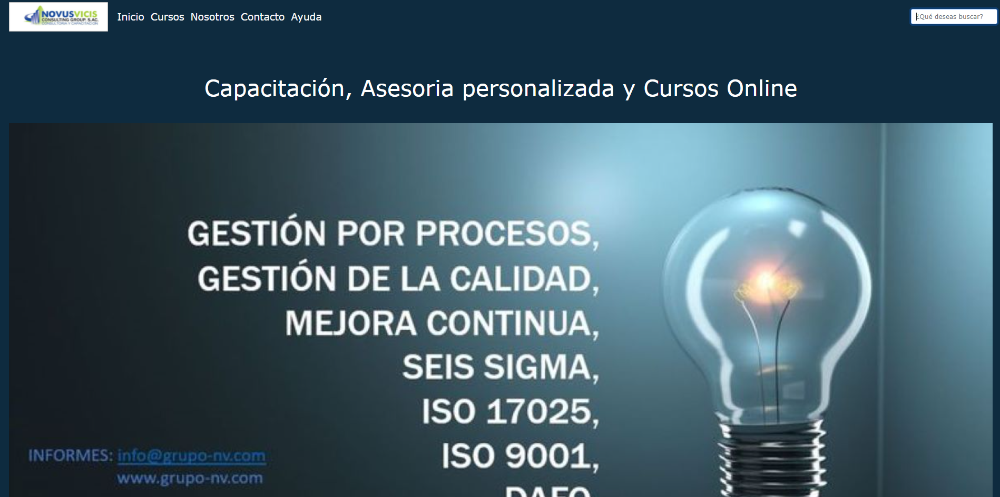 NOVUSVICIS
CONSULTING GROUP. S.AC.
CONSULTORIA Y CAPACITACION
Inicio Cursos Nosotros Contacto Ayuda
¿Qué deseas buscar?
Capacitación, Asesoria personalizada y Cursos Online
GESTIÓN POR PROCESOS,
GESTIÓN DE LA CALIDAD,
MEJORA CONTINUA,
SEIS SIGMA,
ISO 17025,
ISO 9001,
DAFO,
INFORMES: info@grupo-nv.com
www.grupo-nv.com